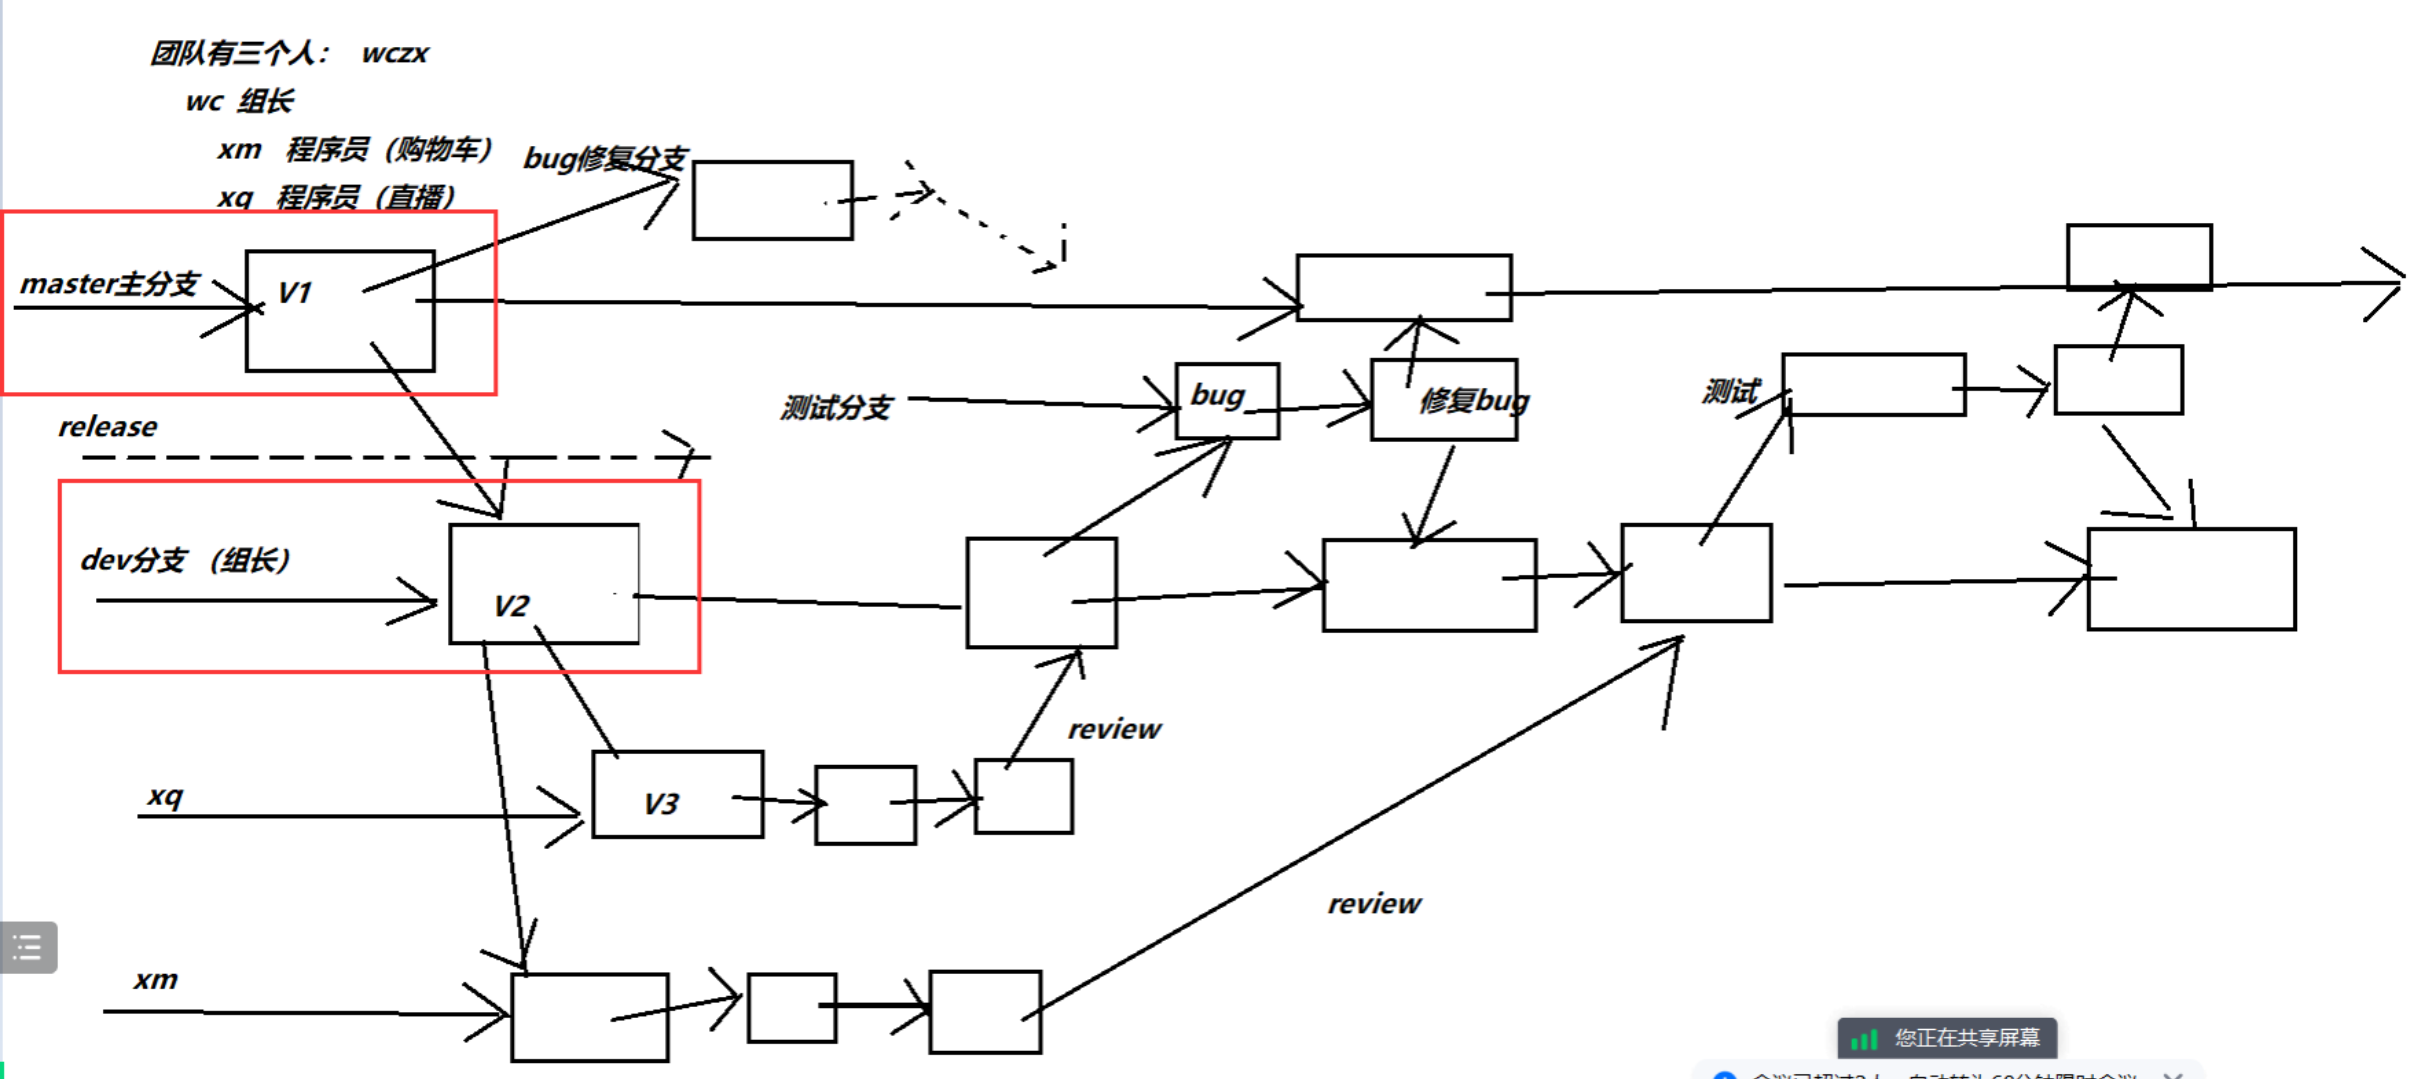 团队有三个人： wczx
wc 组长
xm 程序员（购物车）
xq 程序员（直播）
bug修复分支
master主分支
V1
release
测试分支
bug
修复bug
测试
dev分支 （组长）
V2
review
xq
V3
review
xm
您正在共享屏幕